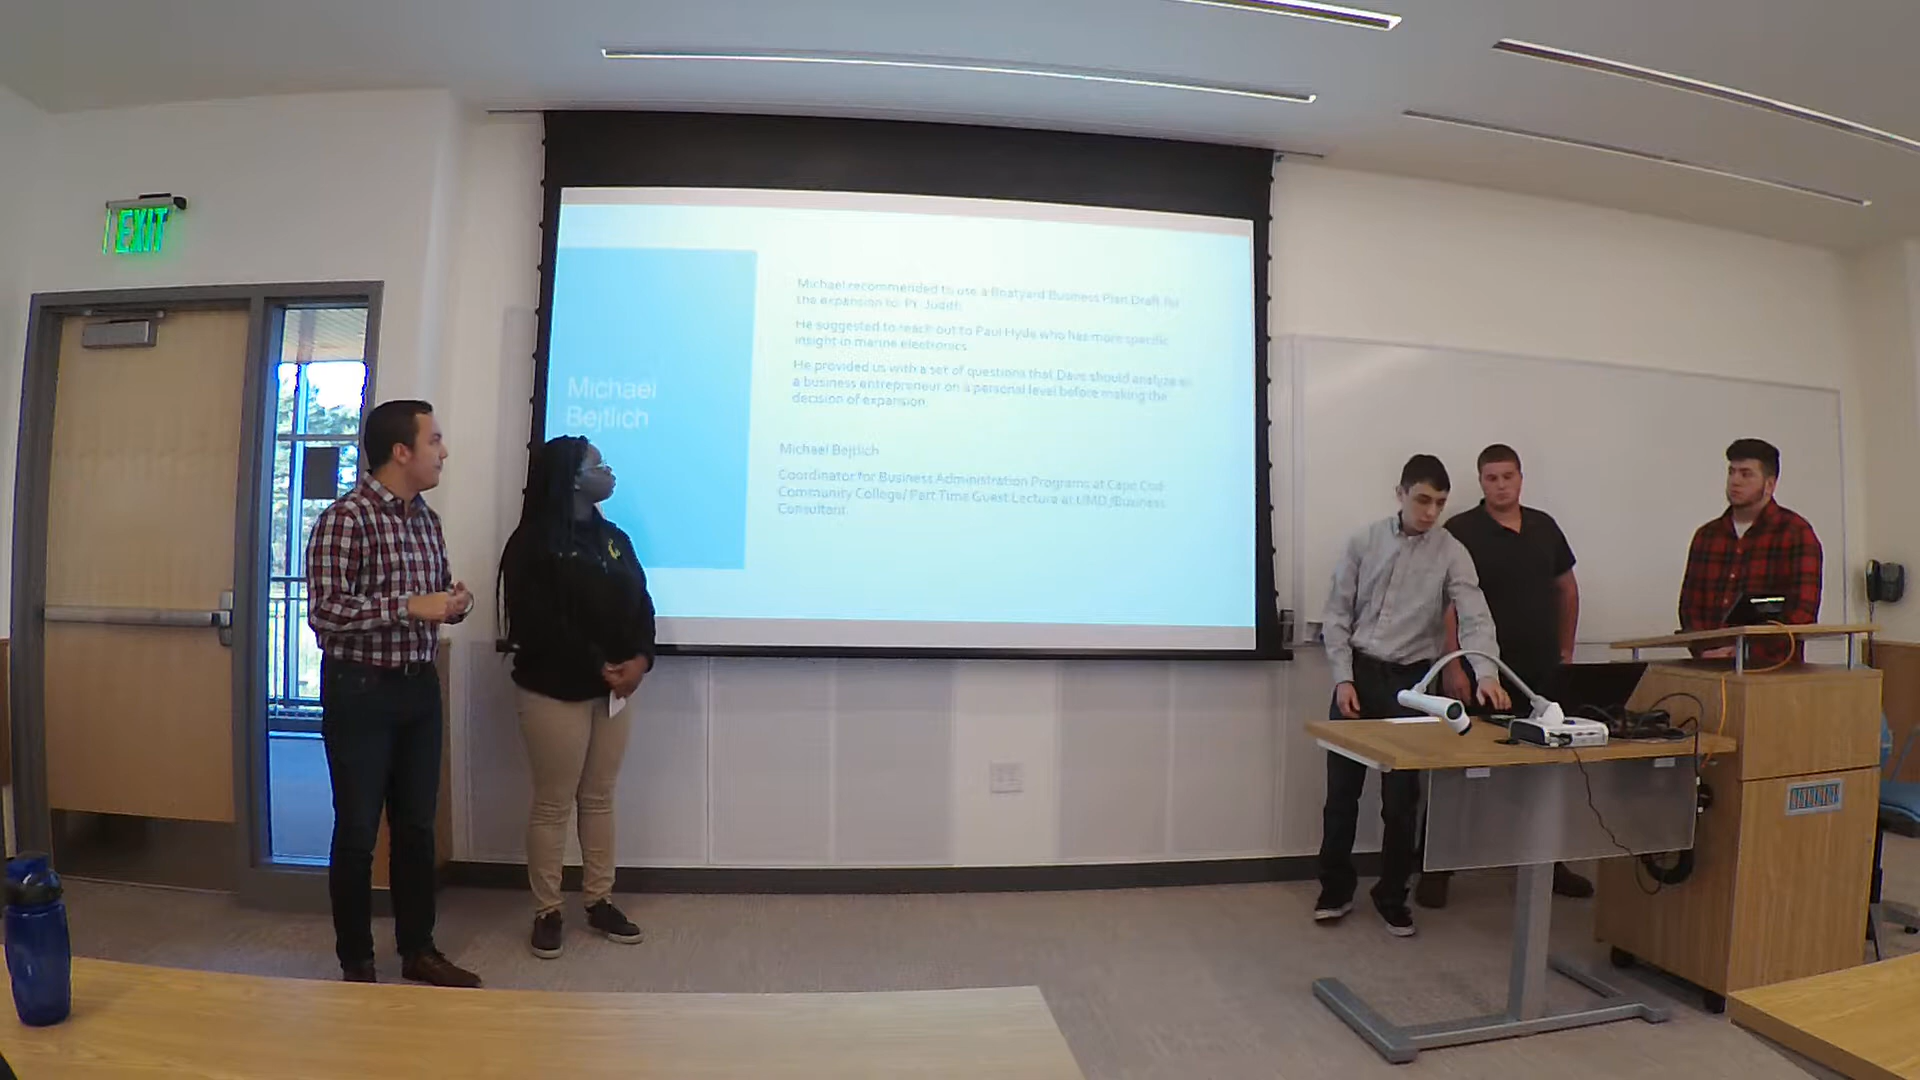 EXIT
Michael
Bejtlich
Michael recommended to use a Boatyard Business Plan Draft for
the expansion to Pt. Judith
He suggested to reach out to Paul Hyde who has more specific
insight in marine electronics
He provided us with a set of questions that Dave should analyze as
a business entrepreneur on a personal level before making the
decision of expansion
Michael Bejtlich
Coordinator for Business Administration Programs at Cape Cod
Community College/ Part Time Guest Lectura at UMD /Business
Consultant